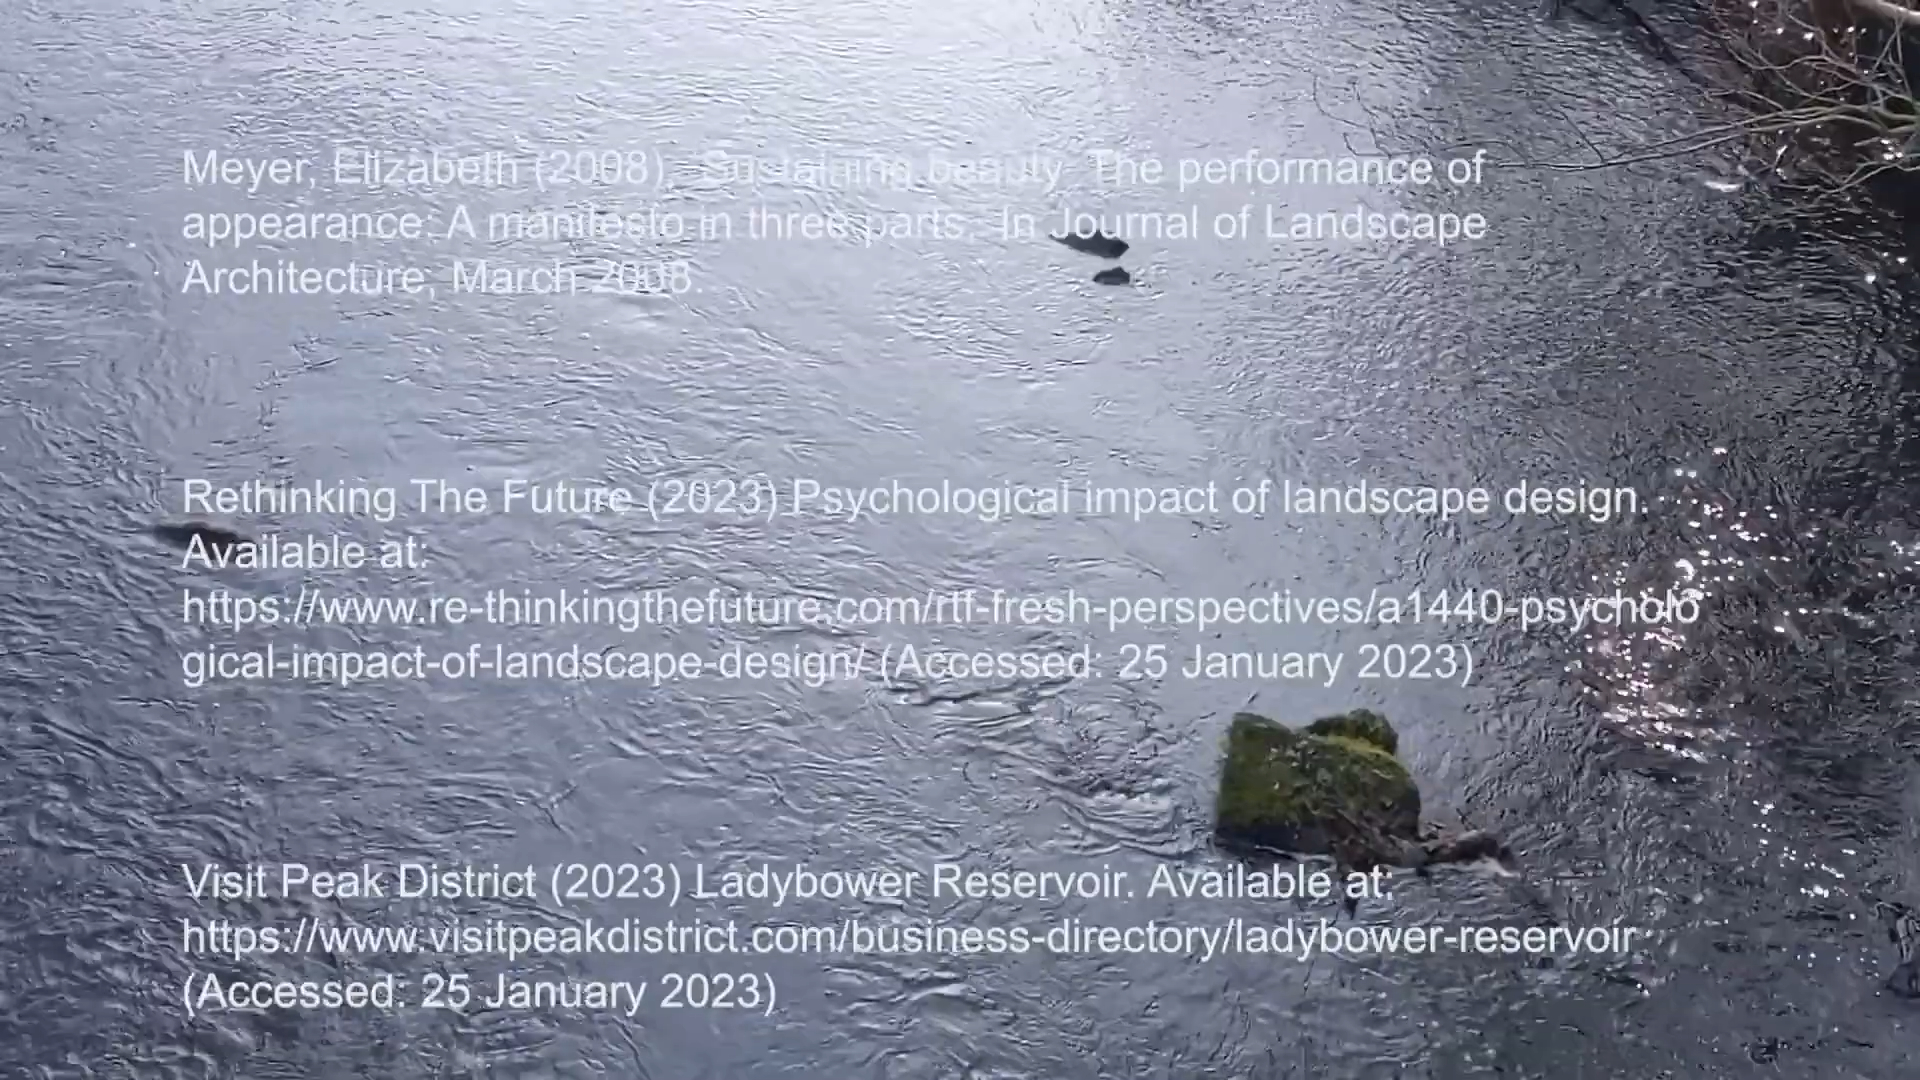 Meyer, Elizabeth (2008), Sustaining beauty. The performance of
appearance: A manifesto in three parts, In Journal of Landscape
Architecture, March 2008.
Rethinking The Future (2023) Psychological impact of landscape design.
Available at:
https://www.re-thinkingthefuture.com/rtf-fresh-perspectives/a1440-psycholo
gical-impact-of-landscape-design/ (Accessed: 25 January 2023)
Visit Peak District (2023) Ladybower Reservoir. Available at:
https://www.visitpeakdistrict.com/business-directory/ladybower-reservoir
(Accessed: 25 January 2023)